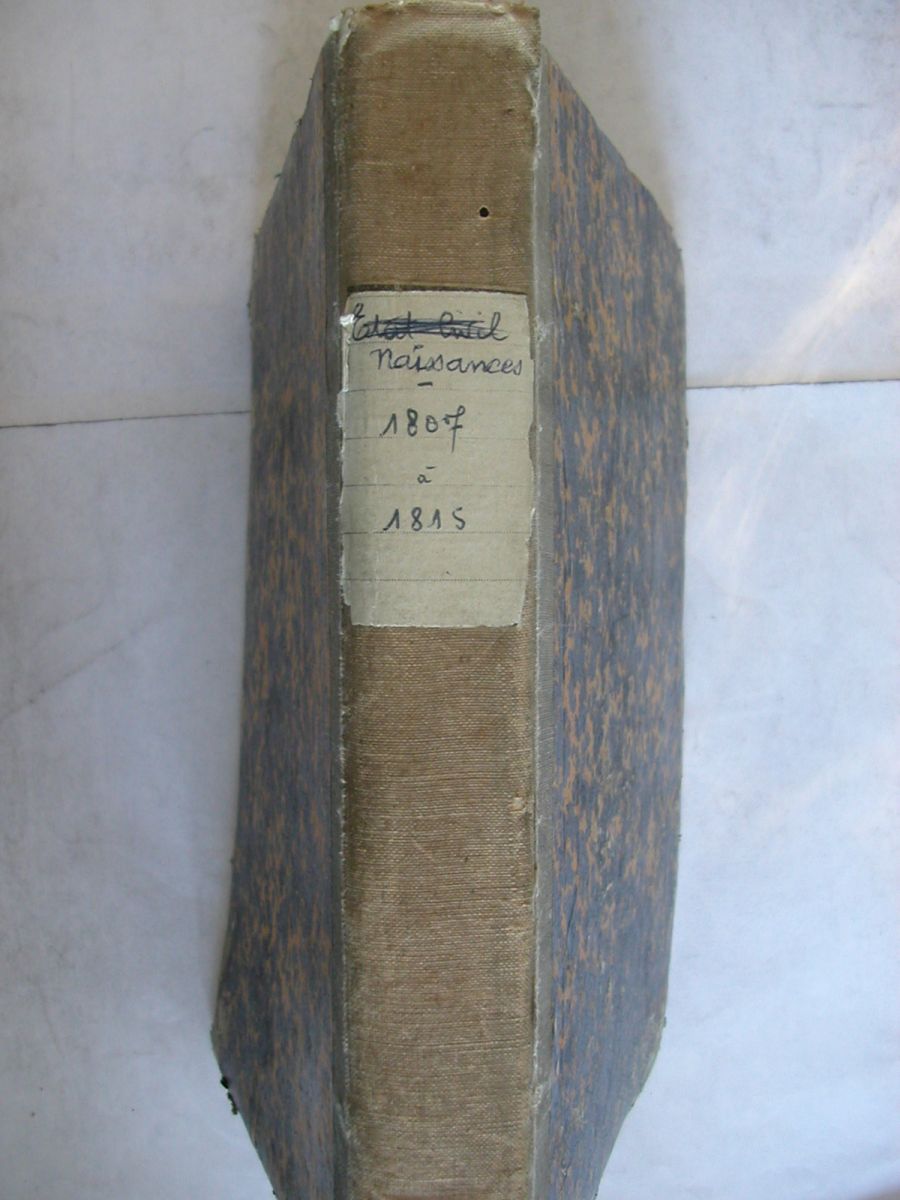 Etat Civil
Naissances
-
1807
à
1815